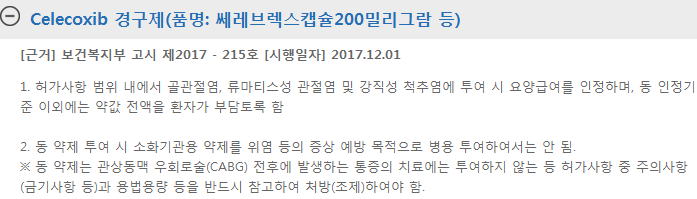 Celecoxib 경구제(품명: 쎄레브렉스캡슐200밀리그람 등)
[근거] 보건복지부 고시 제2017 - 215호 [시행일자] 2017.12.01
1. 허가사항 범위 내에서 골관절염, 류마티스성 관절염 및 강직성 척추염에 투여 시 요양급여를 인정하며, 동 인정기
준 이외에는 약값 전액을 환자가 부담토록 함
2. 동 약제 투여 시 소화기관용 약제를 위염 등의 증상 예방 목적으로 병용 투여하여서는 안 됨.
※ 동 약제는 관상동맥 우회로술(CABG) 전후에 발생하는 통증의 치료에는 투여하지 않는 등 허가사항 중 주의사항
(금기사항 등)과 용법용량 등을 반드시 참고하여 처방(조제)하여야 함.